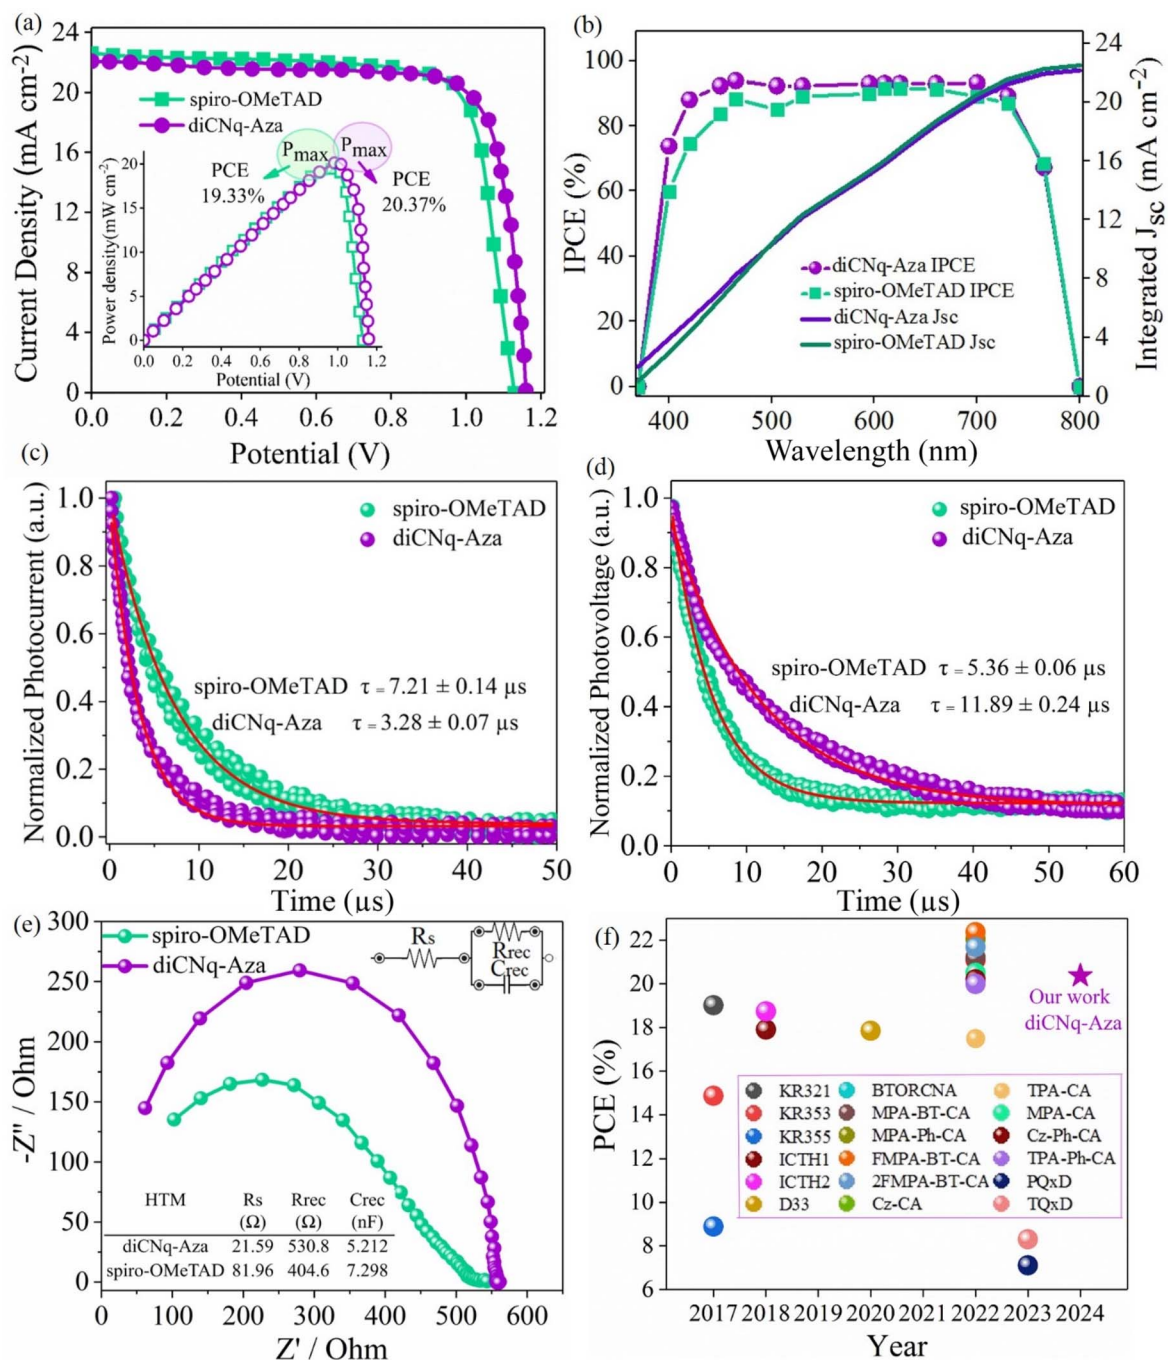 (a)
24
20
16
12
8
4
0
Current Density (mA cm-2)
spiro-OMeTAD
diCNq-Aza
Pmax
Pmax
PCE
19.33%
PCE
20.37%
20
15
10
5
0
Power density(mW cm-2)
0.0 0.2 0.4 0.6 0.8 1.0 1.2
Potential (V)
0.0 0.2 0.4 0.6 0.8 1.0 1.2
Potential (V)
(b)
100
80
60
40
20
0
IPCE (%)
diCNq-Aza IPCE
spiro-OMeTAD IPCE
diCNq-Aza Jsc
spiro-OMeTAD Jsc
24
20
16
12
8
4
0
Integrated JSC (mA cm-2)
400 500 600 700 800
Wavelength (nm)
(c)
1.0
0.8
0.6
0.4
0.2
0.0
Normalized Photocurrent (a.u.)
spiro-OMeTAD
diCNq-Aza
spiro-OMeTAD τ = 7.21 ± 0.14 µs
diCNq-Aza τ = 3.28 ± 0.07 µs
0 10 20 30 40 50
Time (µs)
(d)
1.0
0.8
0.6
0.4
0.2
0.0
Normalized Photovoltage (a.u.)
spiro-OMeTAD
diCNq-Aza
spiro-OMeTAD τ = 5.36 ± 0.06 µs
diCNq-Aza τ = 11.89 ± 0.24 µs
0 10 20 30 40 50 60
Time (µs)
(e)
300
250
200
150
100
50
0
-Z'' / Ohm
spiro-OMeTAD
diCNq-Aza
Rs
Rrec
Crec
HTM Rs Rrec Crec
(Ω) (Ω) (nF)
diCNq-Aza 21.59 530.8 5.212
spiro-OMeTAD 81.96 404.6 7.298
0 100 200 300 400 500 600
Z' / Ohm
(f)
22
20
18
16
14
12
10
8
6
PCE (%)
Our work
diCNq-Aza
KR321 BTORCNA TPA-CA
KR353 MPA-BT-CA MPA-CA
KR355 MPA-Ph-CA Cz-Ph-CA
ICTH1 FMPA-BT-CA TPA-Ph-CA
ICTH2 2FMPA-BT-CA PQxD
D33 Cz-CA TQxD
2017 2018 2019 2020 2021 2022 2023 2024
Year